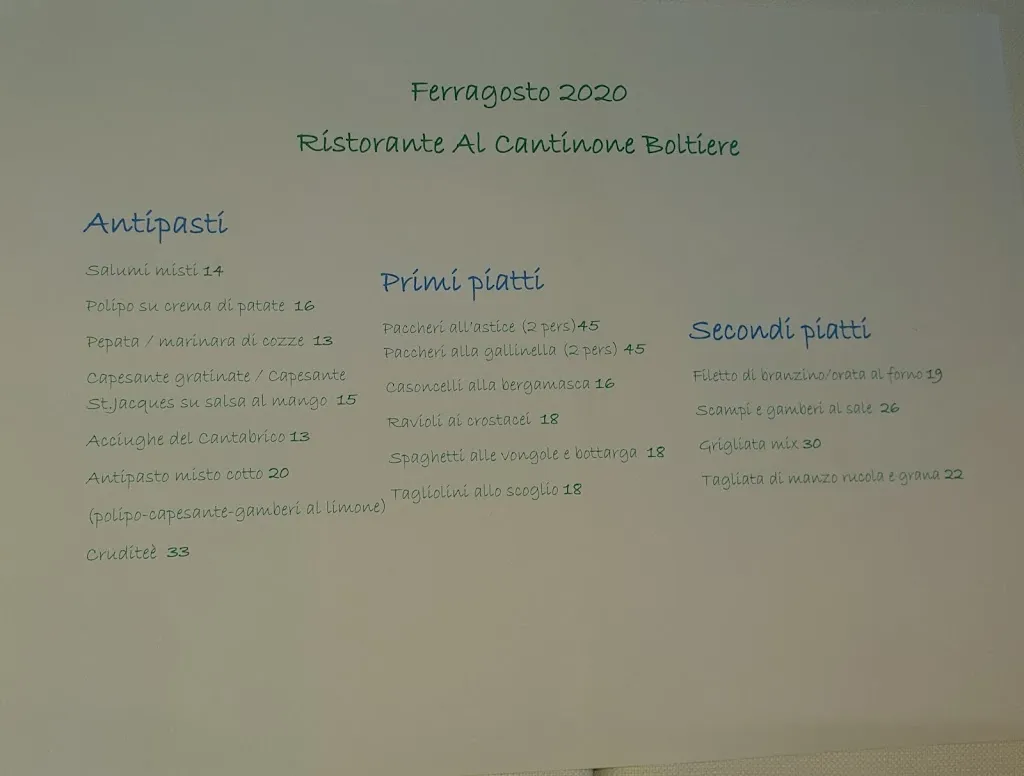 Ferragosto 2020
Ristorante Al Cantinone Boltiere
Antipasti
Salumi misti 14
Polipo su crema di patate 16
Pepata / marinara di cozze 13
Capesante gratinate / Capesante
St.Jacques su salsa al mango 15
Acciughe del Cantabrico 13
Antipasto misto cotto 20
(polipo-capesante-gamberi al limone)
Cruditeè 33
Primi piatti
Paccheri all'astice (2 pers)45
Paccheri alla gallinella (2 pers) 45
Casoncelli alla bergamasca 16
Ravioli ai crostacei 18
Spaghetti alle vongole e bottarga 18
Tagliolini allo scoglio 18
Secondi piatti
Filetto di branzino/orata al forno 19
Scampi e gamberi al sale 26
Grigliata mix 30
Tagliata di manzo rucola e grana 22